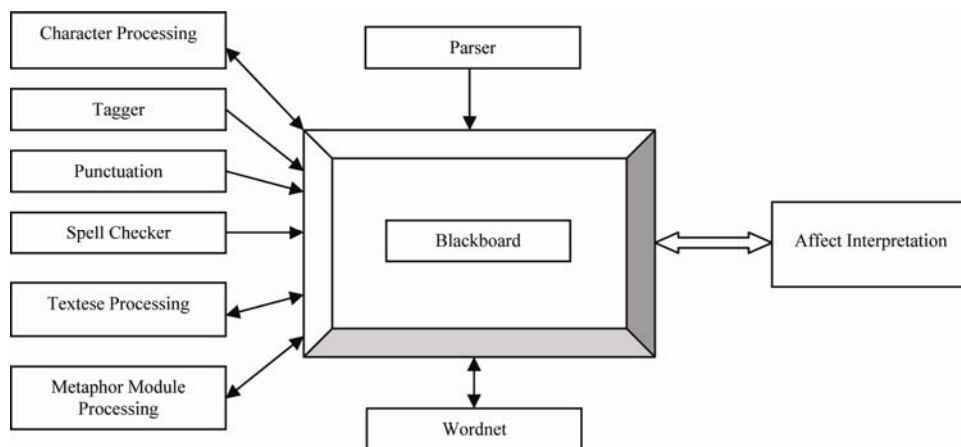 Character Processing
Parser
Tagger
Punctuation
Spell Checker
Blackboard
Affect Interpretation
Textese Processing
Metaphor Module
Processing
Wordnet